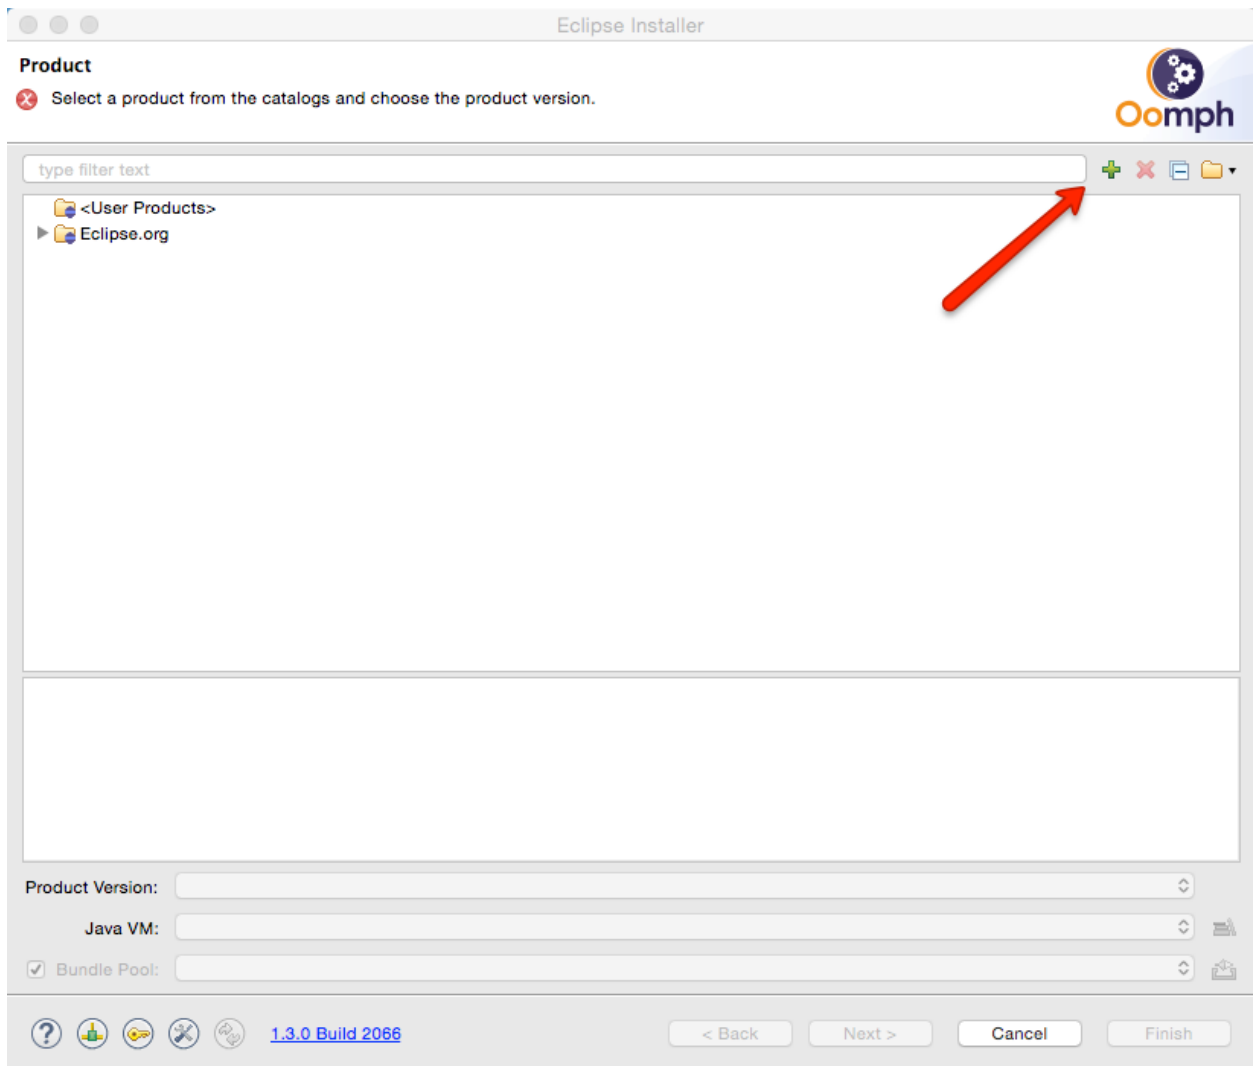 Eclipse Installer
Product
Select a product from the catalogs and choose the product version.
Oomph
type filter text
<User Products>
Eclipse.org
Product Version:
Java VM:
Bundle Pool:
?
1.3.0 Build 2066
< Back
Next >
Cancel
Finish